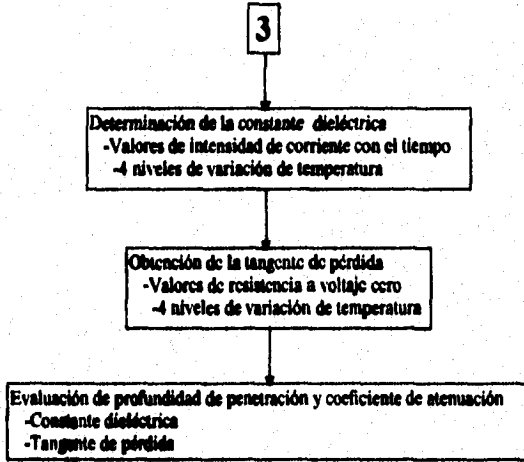 3
Determinación de la constante dieléctrica
-Valores de intensidad de corriente con el tiempo
-4 niveles de variación de temperatura
Obtención de la tangente de pérdida
-Valores de resistencia a voltaje cero
-4 niveles de variación de temperatura
Evaluación de profundidad de penetración y coeficiente de atenuación
-Constante dieléctrica
-Tangente de pérdida